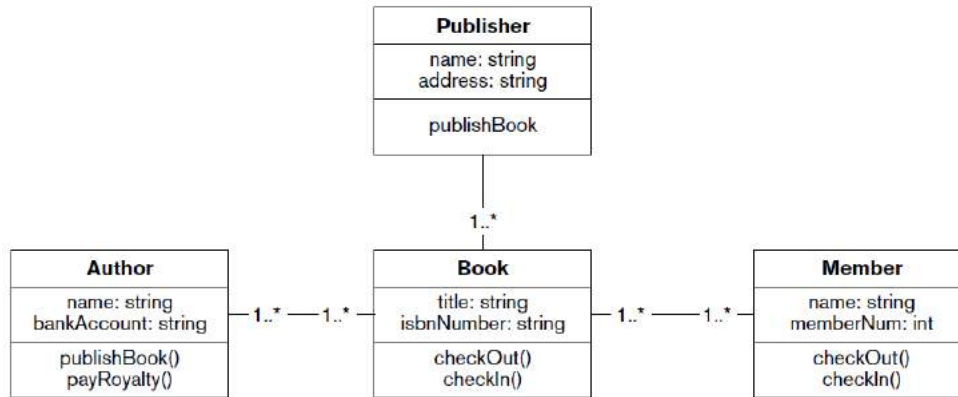 Publisher
name: string
address: string
publishBook
1..*
Author
name: string
bankAccount: string
publishBook()
payRoyalty()
1..*
1..*
Book
title: string
isbnNumber: string
checkOut()
checkIn()
1..*
1..*
Member
name: string
memberNum: int
checkOut()
checkIn()